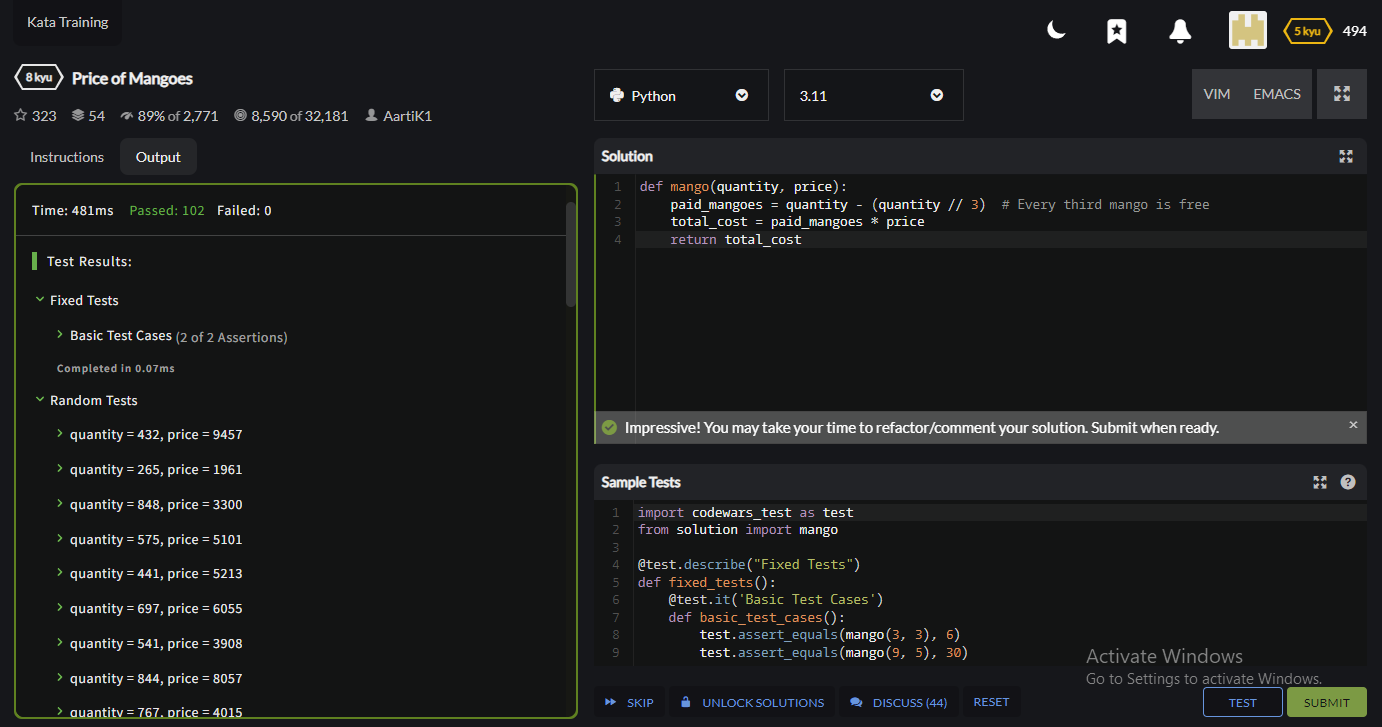 Kata Training
5 kyu 494
8 kyu Price of Mangoes
323 54 89% of 2,771 8,590 of 32,181 AartiK1
Instructions Output
Time: 481ms Passed: 102 Failed: 0
Test Results:
Fixed Tests
Basic Test Cases (2 of 2 Assertions)
Completed in 0.07ms
Random Tests
quantity = 432, price = 9457
quantity = 265, price = 1961
quantity = 848, price = 3300
quantity = 575, price = 5101
quantity = 441, price = 5213
quantity = 697, price = 6055
quantity = 541, price = 3908
quantity = 844, price = 8057
quantity = 767, price = 4015
Python 3.11 VIM EMACS
Solution
1 def mango(quantity, price):
2 paid_mangoes = quantity - (quantity // 3) # Every third mango is free
3 total_cost = paid_mangoes * price
4 return total_cost
Impressive! You may take your time to refactor/comment your solution. Submit when ready. ×
Sample Tests ?
1 import codewars_test as test
2 from solution import mango
3
4 @test.describe("Fixed Tests")
5 def fixed_tests():
6 @test.it('Basic Test Cases')
7 def basic_test_cases():
8 test.assert_equals(mango(3, 3), 6)
9 test.assert_equals(mango(9, 5), 30)
Activate Windows
Go to Settings to activate Windows.
SKIP UNLOCK SOLUTIONS DISCUSS (44) RESET TEST SUBMIT